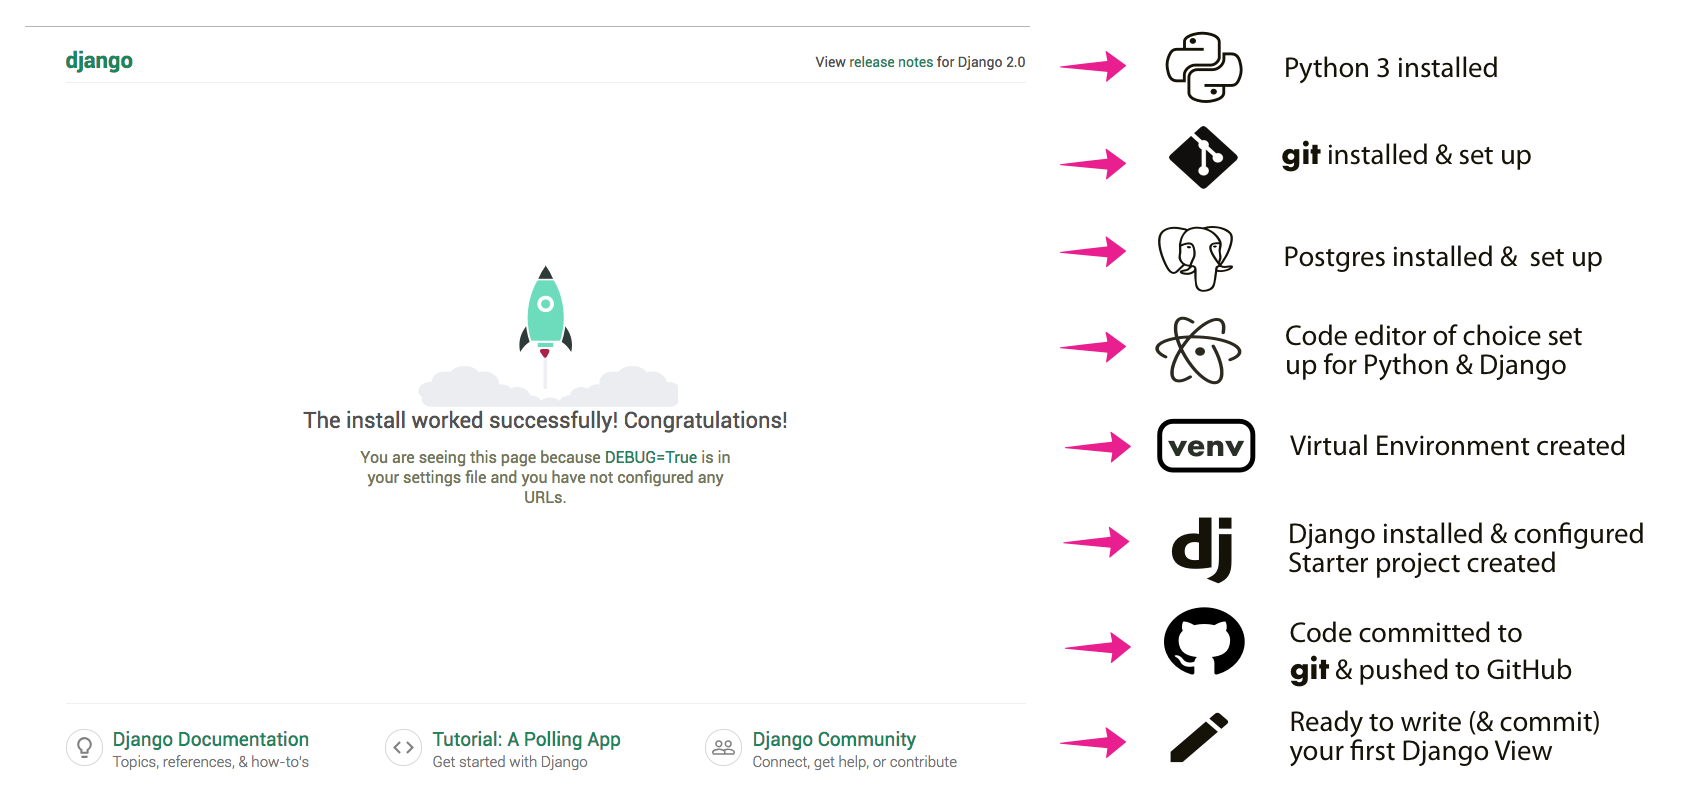 django
View release notes for Django 2.0
The install worked successfully! Congratulations!
You are seeing this page because DEBUG=True is in
your settings file and you have not configured any
URLs.
Django Documentation
Topics, references, & how-to's
Tutorial: A Polling App
Get started with Django
Django Community
Connect, get help, or contribute
Python 3 installed
git installed & set up
Postgres installed &  set up
Code editor of choice set
up for Python & Django
venv
Virtual Environment created
dj
Django installed & configured
Starter project created
Code committed to
git & pushed to GitHub
Ready to write (& commit)
your first Django View